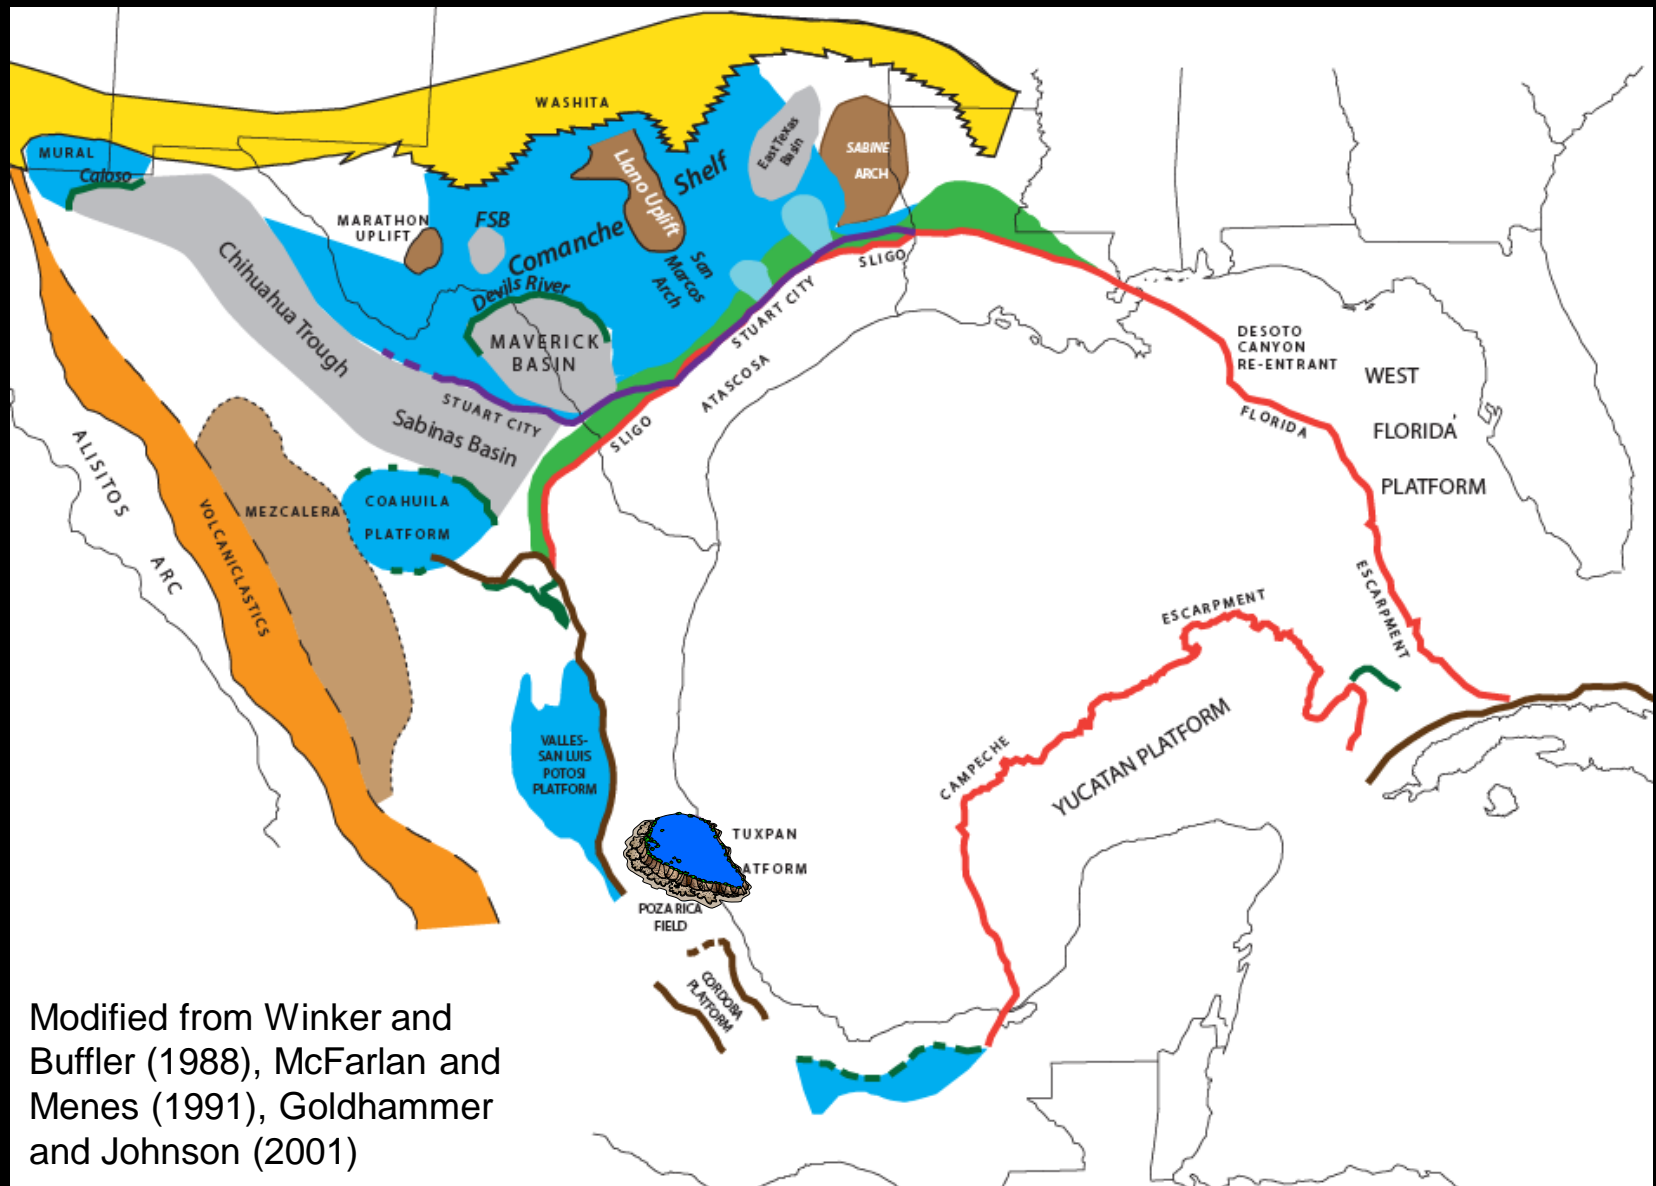 WASHITA
MURAL
Caloso
MARATHON
UPLIFT
FSB
Comanche
Shelf
Llano Uplift
East Texas
Basin
SABINE
ARCH
San
Marcos
Arch
Devils River
MAVERICK
BASIN
Chihuahua Trough
STUART CITY
Sabinas Basin
SLIGO
STUART CITY
ATASCOSA
SLIGO
DESOTO
CANYON
RE-ENTRANT
WEST
FLORIDA
PLATFORM
FLORIDA
ESCARPMENT
ALISITOS
ARC
VOLCANICLASTICS
MEZCALERA
COAHUILA
PLATFORM
VALLES-
SAN LUIS
POTOSI
PLATFORM
TUXPAN
ATFORM
POZA RICA
FIELD
CORDOBA
PLATFORM
CAMPECHE
ESCARPMENT
YUCATAN PLATFORM
Modified from Winker and
Buffler (1988), McFarlan and
Menes (1991), Goldhammer
and Johnson (2001)